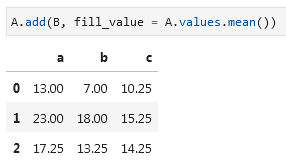 A.add(B, fill_value = A.values.mean())
a b c
0 13.00 7.00 10.25
1 23.00 18.00 15.25
2 17.25 13.25 14.25